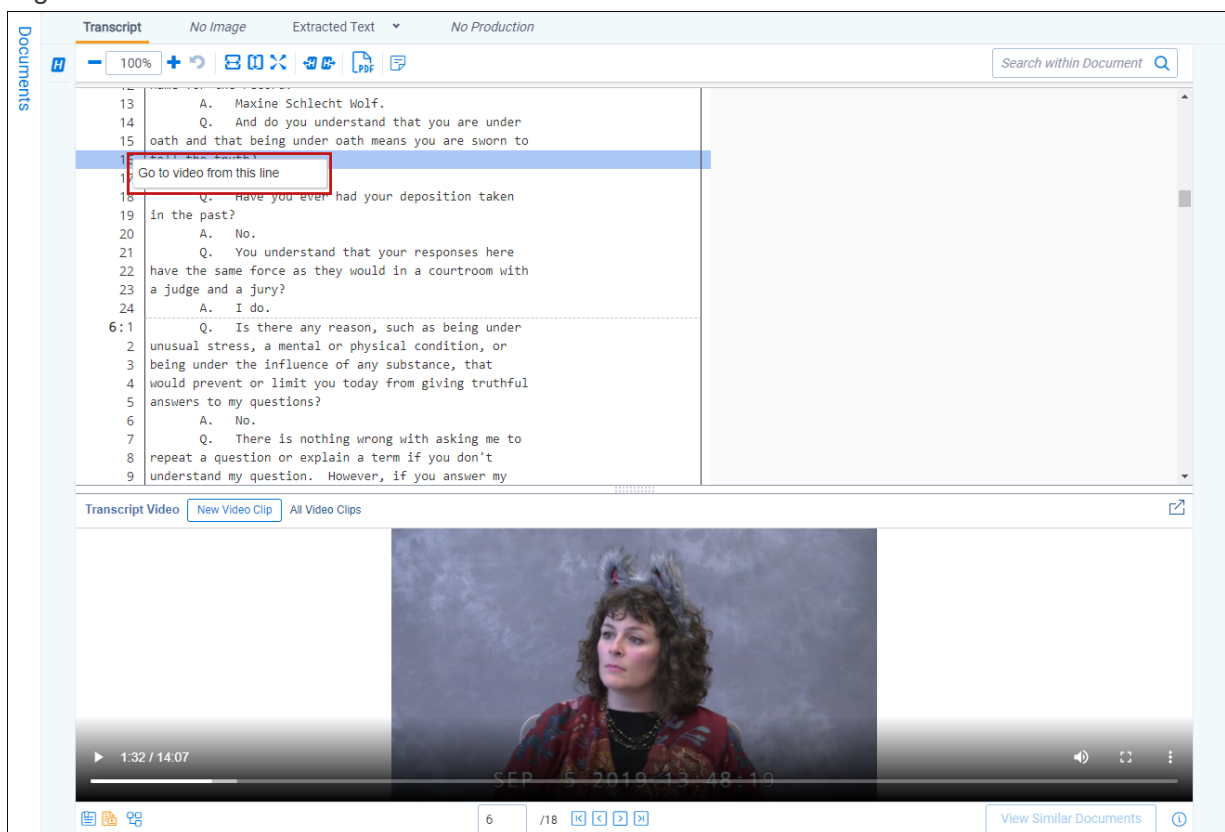 Documents
Transcript No Image Extracted Text No Production
H 100% H H PDF Search within Document
12 name for the record.
13 A. Maxine Schlecht Wolf.
14 Q. And do you understand that you are under
15 oath and that being under oath means you are sworn to
16 tell the truth?
Go to video from this line
18 Q. Have you ever had your deposition taken
19 in the past?
20 A. No.
21 Q. You understand that your responses here
22 have the same force as they would in a courtroom with
23 a judge and a jury?
24 A. I do.
6:1 Q. Is there any reason, such as being under
2 unusual stress, a mental or physical condition, or
3 being under the influence of any substance, that
4 would prevent or limit you today from giving truthful
5 answers to my questions?
6 A. No.
7 Q. There is nothing wrong with asking me to
8 repeat a question or explain a term if you don't
9 understand my question. However, if you answer my
Transcript Video New Video Clip All Video Clips
1:32 / 14:07
SEP 5 2019 13:48:19
6 /18 View Similar Documents